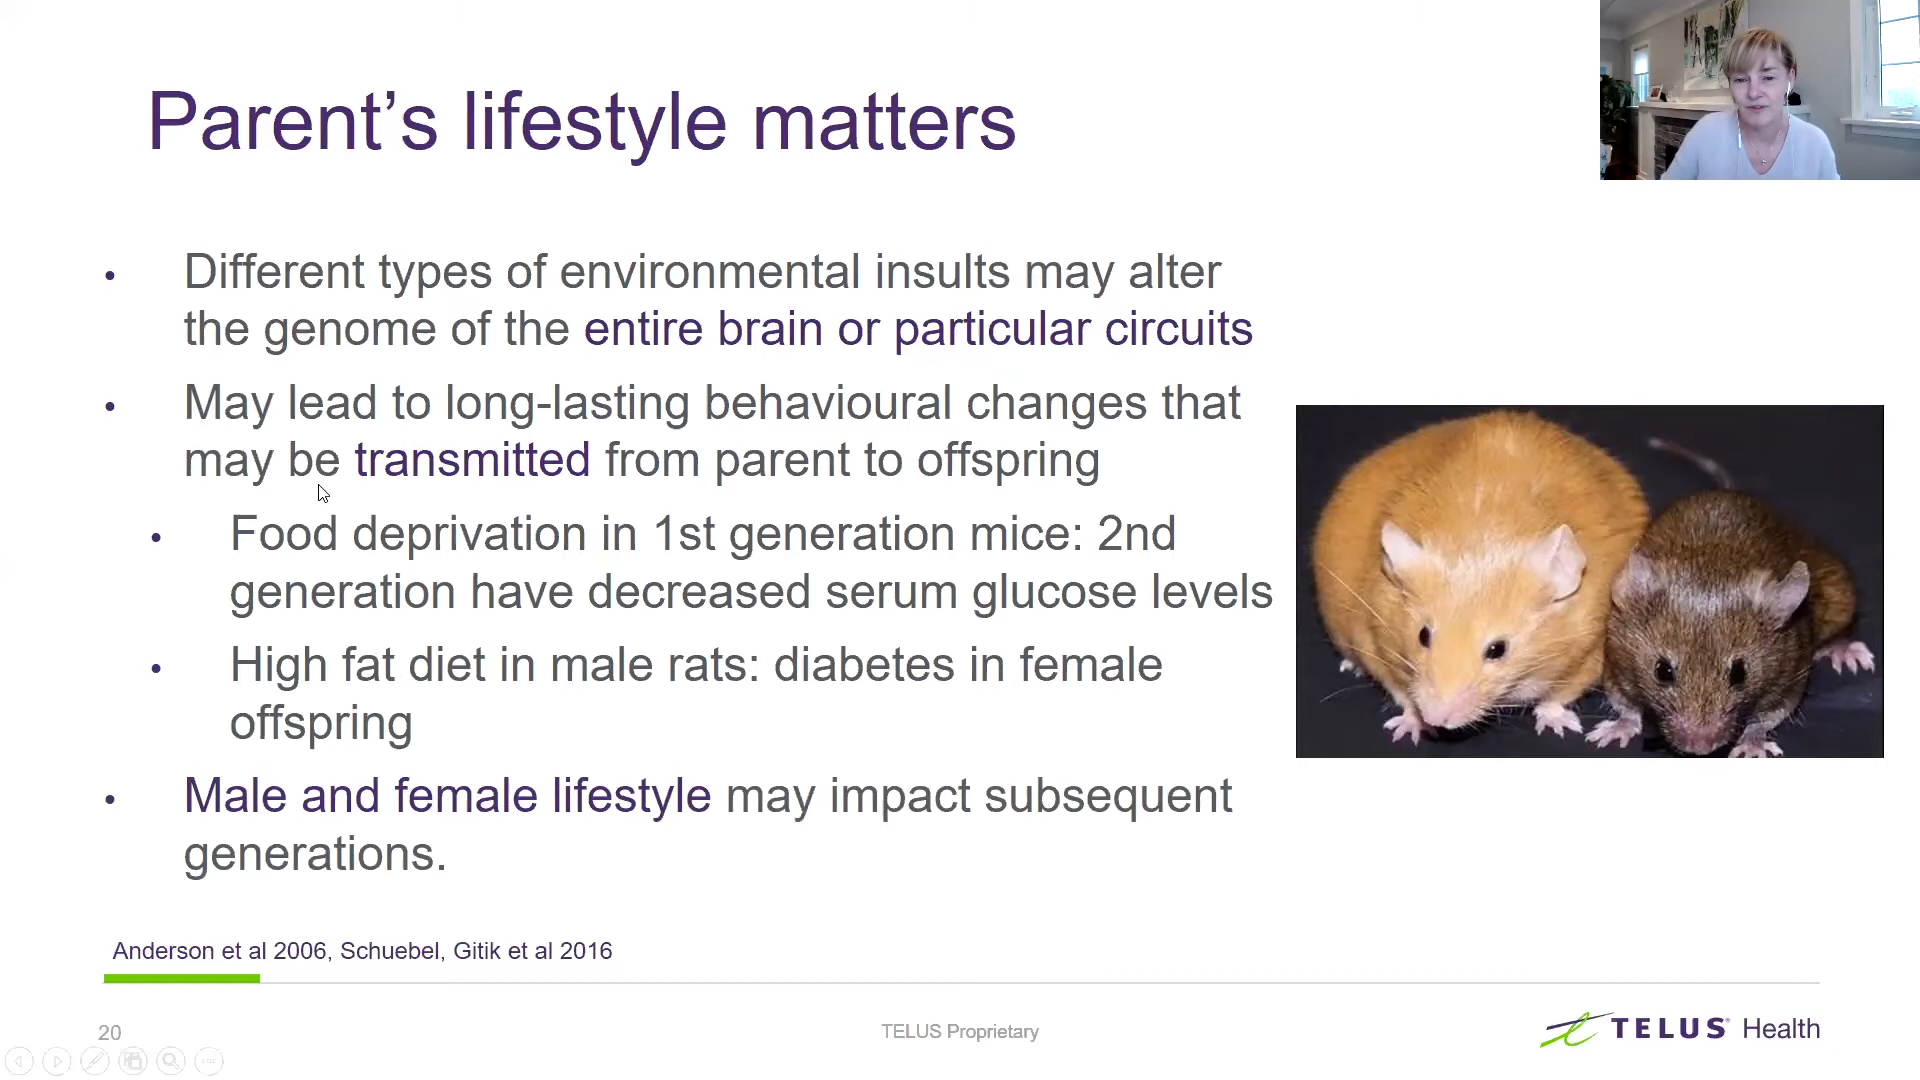 Parent’s lifestyle matters
• Different types of environmental insults may alter
the genome of the entire brain or particular circuits
• May lead to long-lasting behavioural changes that
may be transmitted from parent to offspring
• Food deprivation in 1st generation mice: 2nd
generation have decreased serum glucose levels
• High fat diet in male rats: diabetes in female
offspring
• Male and female lifestyle may impact subsequent
generations.
Anderson et al 2006, Schuebel, Gitik et al 2016
20
TELUS Proprietary
TELUS® Health